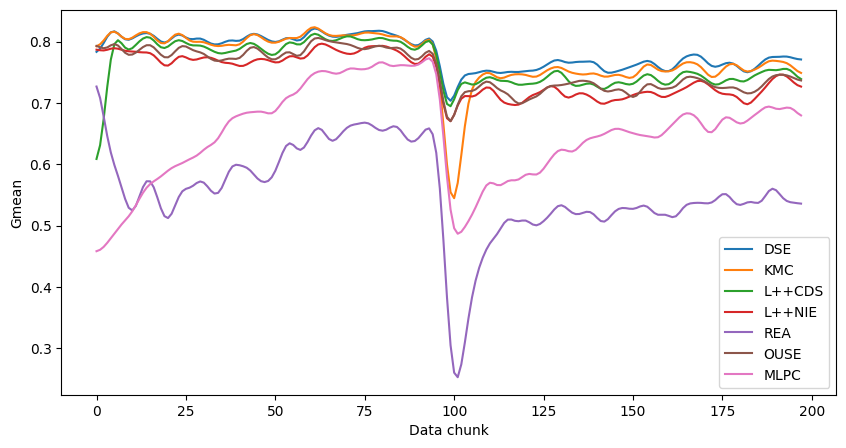 0.8
0.7
0.6
0.5
0.4
0.3
Gmean
0
25
50
75
100
125
150
175
200
Data chunk
DSE
KMC
L++CDS
L++NIE
REA
OUSE
MLPC